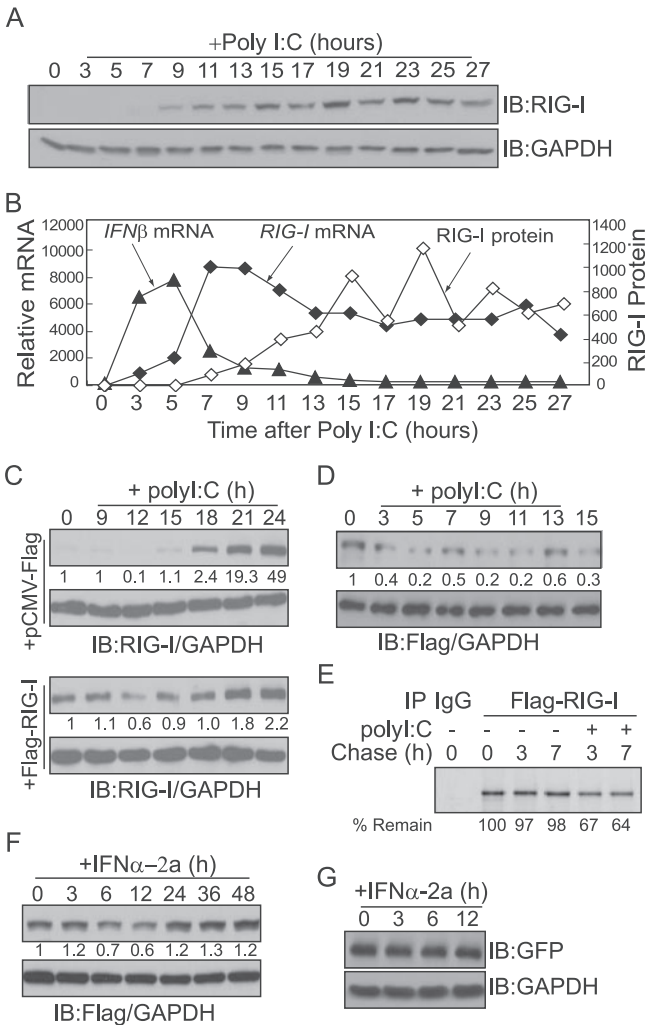 A
+Poly I:C (hours)
0 3 5 7 9 11 13 15 17 19 21 23 25 27
IB:RIG-I
IB:GAPDH
B
12000 10000 8000 6000 4000 2000 0
Relative mRNA
IFNβ mRNA
RIG-I mRNA
RIG-I protein
1400 1200 1000 800 600 400 200 0
RIG-I Protein
0 3 5 7 9 11 13 15 17 19 21 23 25 27
Time after Poly I:C (hours)
C
+ polyI:C (h)
0 9 12 15 18 21 24
+pCMV-Flag
1 1 0.1 1.1 2.4 19.3 49
IB:RIG-I/GAPDH
+Flag-RIG-I
1 1.1 0.6 0.9 1.0 1.8 2.2
IB:RIG-I/GAPDH
D
+ polyI:C (h)
0 3 5 7 9 11 13 15
1 0.4 0.2 0.5 0.2 0.2 0.6 0.3
IB:Flag/GAPDH
E
IP IgG Flag-RIG-I
polyI:C - - - - + +
Chase (h) 0 0 3 7 3 7
% Remain 100 97 98 67 64
F
+IFNα–2a (h)
0 3 6 12 24 36 48
1 1.2 0.7 0.6 1.2 1.3 1.2
IB:Flag/GAPDH
G
+IFNα-2a (h)
0 3 6 12
IB:GFP
IB:GAPDH